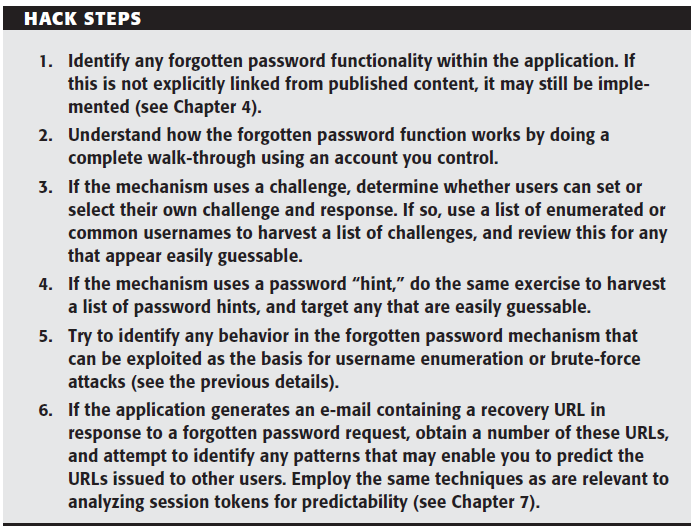 HACK STEPS
1. Identify any forgotten password functionality within the application. If
this is not explicitly linked from published content, it may still be imple-
mented (see Chapter 4).
2. Understand how the forgotten password function works by doing a
complete walk-through using an account you control.
3. If the mechanism uses a challenge, determine whether users can set or
select their own challenge and response. If so, use a list of enumerated or
common usernames to harvest a list of challenges, and review this for any
that appear easily guessable.
4. If the mechanism uses a password “hint,” do the same exercise to harvest
a list of password hints, and target any that are easily guessable.
5. Try to identify any behavior in the forgotten password mechanism that
can be exploited as the basis for username enumeration or brute-force
attacks (see the previous details).
6. If the application generates an e-mail containing a recovery URL in
response to a forgotten password request, obtain a number of these URLs,
and attempt to identify any patterns that may enable you to predict the
URLs issued to other users. Employ the same techniques as are relevant to
analyzing session tokens for predictability (see Chapter 7).